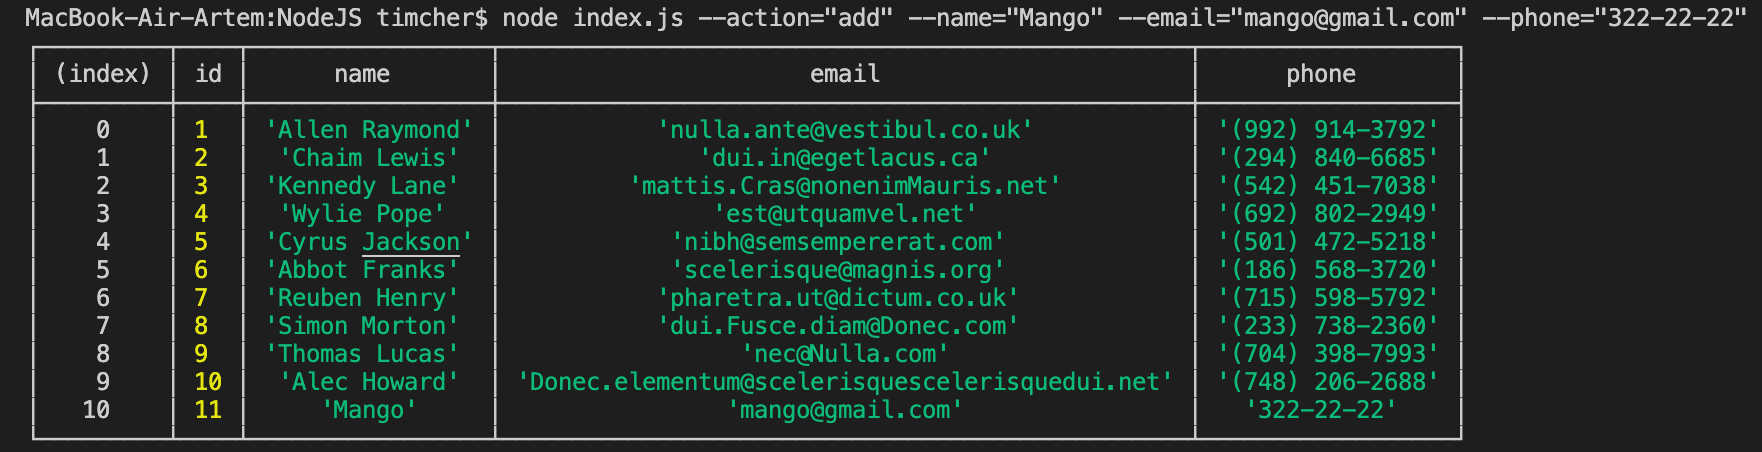 MacBook-Air-Artem:NodeJS timcher$ node index.js --action="add" --name="Mango" --email="mango@gmail.com" --phone="322-22-22"
(index) id name email phone
0 1 'Allen Raymond' 'nulla.ante@vestibul.co.uk' '(992) 914-3792'
1 2 'Chaim Lewis' 'dui.in@egetlacus.ca' '(294) 840-6685'
2 3 'Kennedy Lane' 'mattis.Cras@nonenimMauris.net' '(542) 451-7038'
3 4 'Wylie Pope' 'est@utquamvel.net' '(692) 802-2949'
4 5 'Cyrus Jackson' 'nibh@semsempererat.com' '(501) 472-5218'
5 6 'Abbot Franks' 'scelerisque@magnis.org' '(186) 568-3720'
6 7 'Reuben Henry' 'pharetra.ut@dictum.co.uk' '(715) 598-5792'
7 8 'Simon Morton' 'dui.Fusce.diam@Donec.com' '(233) 738-2360'
8 9 'Thomas Lucas' 'nec@Nulla.com' '(704) 398-7993'
9 10 'Alec Howard' 'Donec.elementum@scelerisquescelerisquedui.net' '(748) 206-2688'
10 11 'Mango' 'mango@gmail.com' '322-22-22'